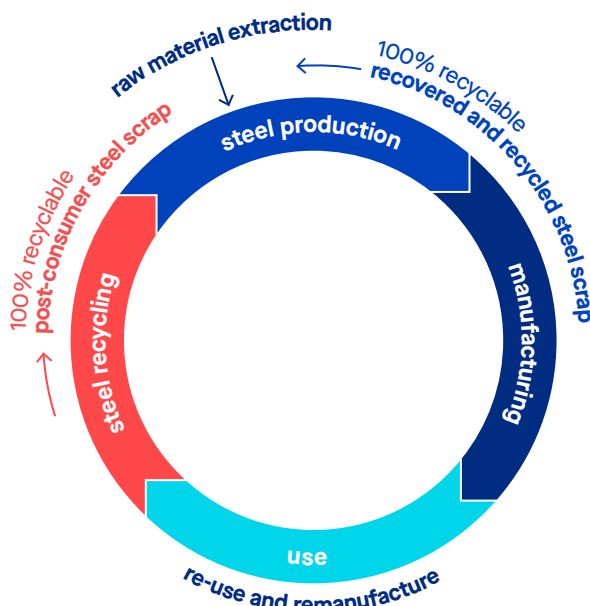 raw material extraction
100% recyclable
recovered and recycled steel scrap
steel production
100% recyclable
post-consumer steel scrap
manufacturing
steel recycling
use
re-use and remanufacture